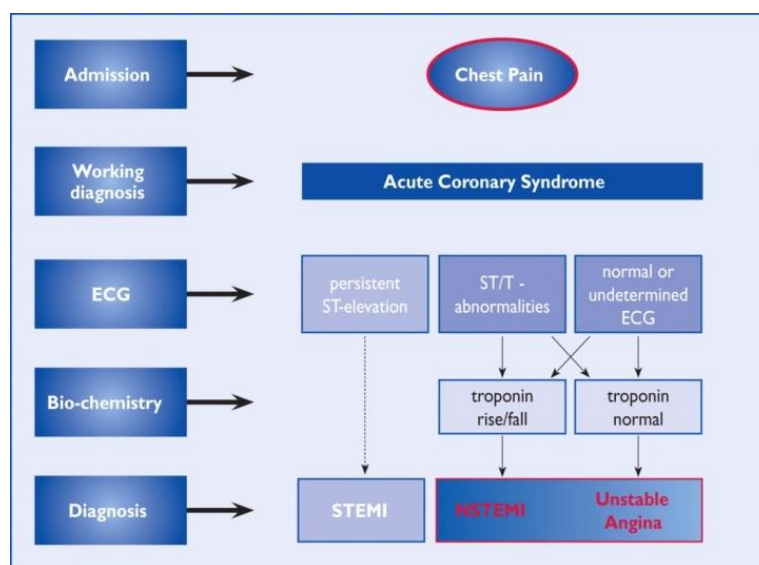 Admission
Chest Pain
Working
diagnosis
Acute Coronary Syndrome
ECG
persistent
ST-elevation
ST/T -
abnormalities
normal or
undetermined
ECG
Bio-chemistry
troponin
rise/fall
troponin
normal
Diagnosis
STEMI
NSTEMI
Unstable
Angina